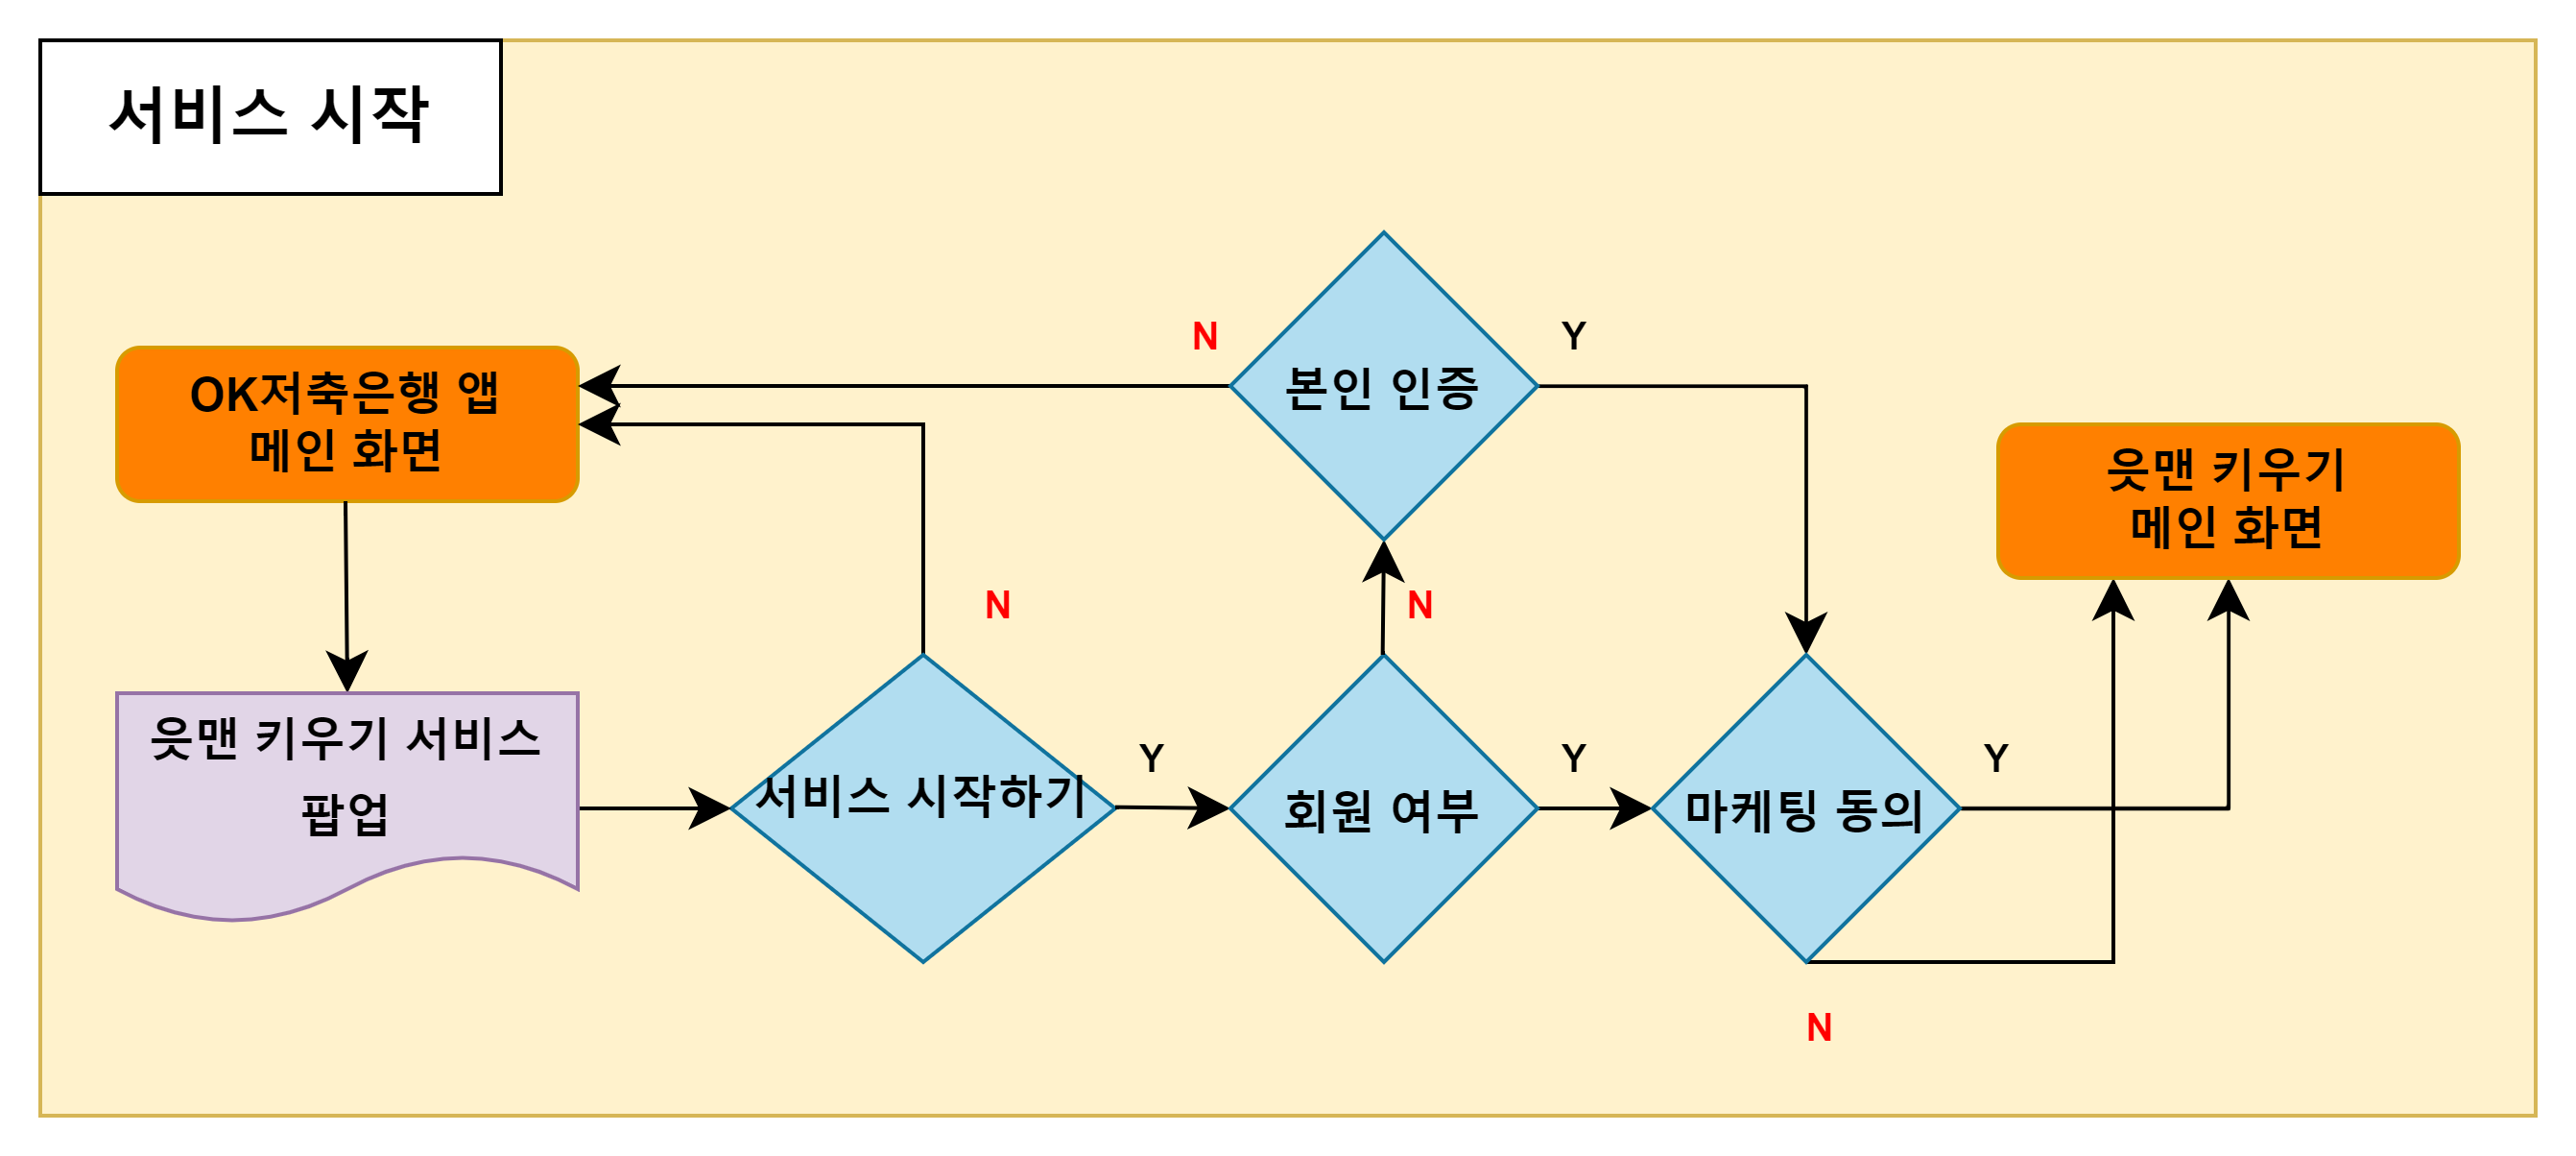 서비스 시작
OK저축은행 앱
메인 화면
읏맨 키우기 서비스
팝업
서비스 시작하기
N
Y
회원 여부
N
Y
본인 인증
N
Y
마케팅 동의
Y
N
읏맨 키우기
메인 화면